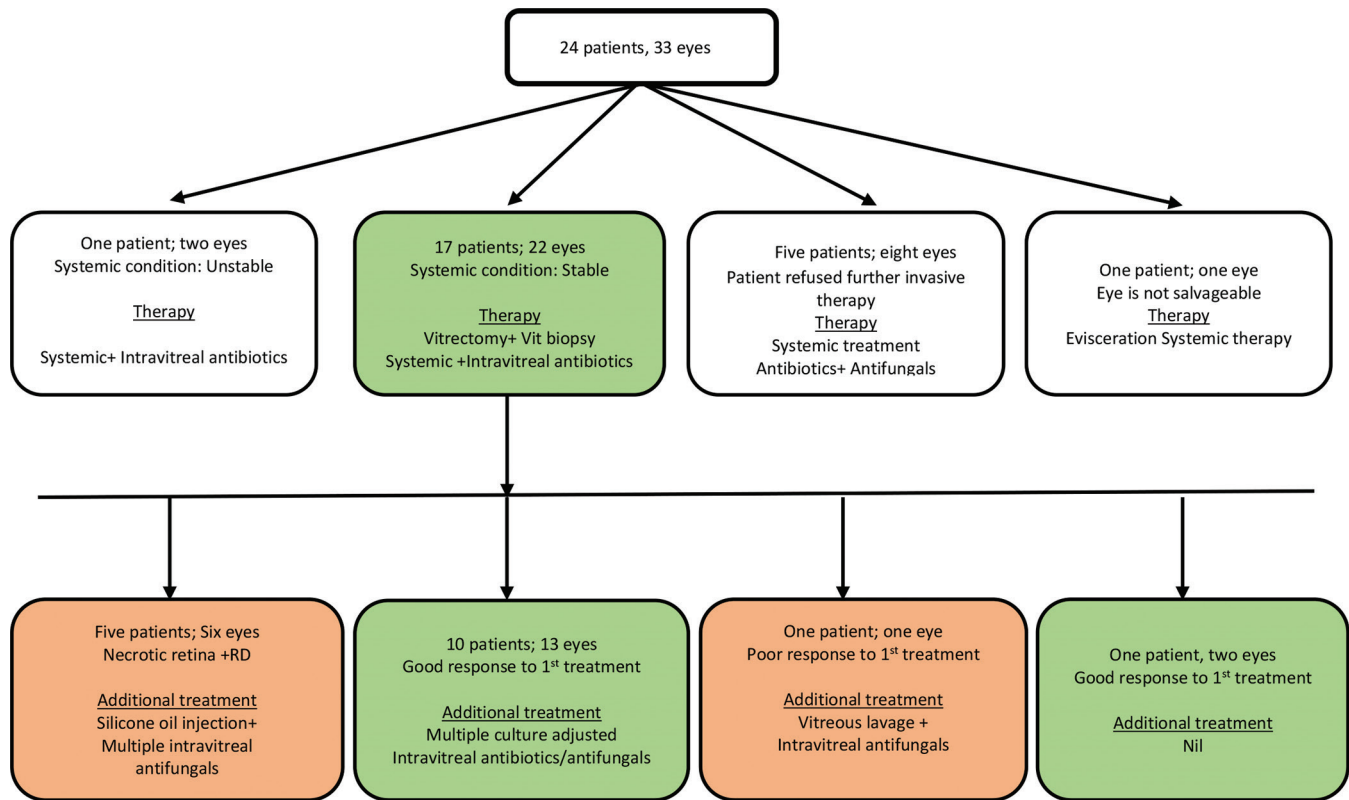 24 patients, 33 eyes
One patient; two eyes
Systemic condition: Unstable
Therapy
Systemic+ Intravitreal antibiotics
17 patients; 22 eyes
Systemic condition: Stable
Therapy
Vitrectomy+ Vit biopsy
Systemic +Intravitreal antibiotics
Five patients; eight eyes
Patient refused further invasive
therapy
Therapy
Systemic treatment
Antibiotics+ Antifungals
One patient; one eye
Eye is not salvageable
Therapy
Evisceration Systemic therapy
Five patients; Six eyes
Necrotic retina +RD
Additional treatment
Silicone oil injection+
Multiple intravitreal
antifungals
10 patients; 13 eyes
Good response to 1st treatment
Additional treatment
Multiple culture adjusted
Intravitreal antibiotics/antifungals
One patient; one eye
Poor response to 1st treatment
Additional treatment
Vitreous lavage +
Intravitreal antifungals
One patient, two eyes
Good response to 1st treatment
Additional treatment
Nil